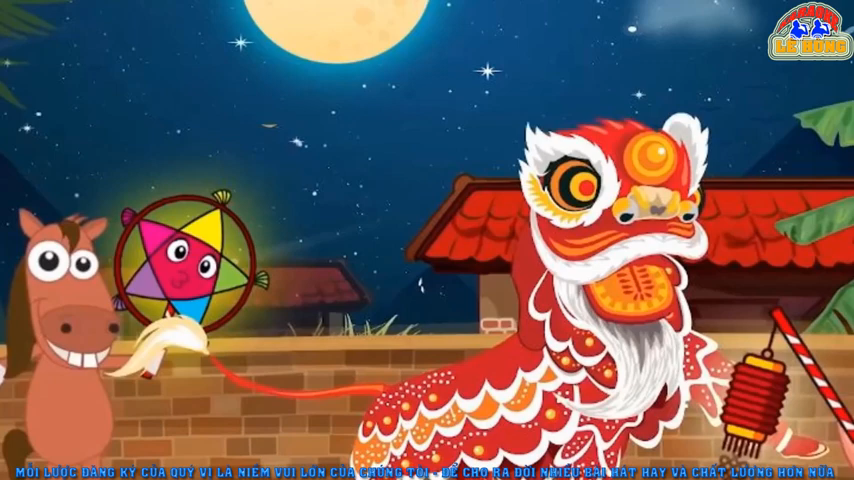 KARAOKE
LÊ HỒNG
MỖI LƯỢC ĐĂNG KÝ CỦA QUÝ VỊ LÀ NIỀM VUI LỚN CỦA CHÚNG TÔI - ĐỂ CHO RA ĐỜI NHIỀU BÀI HÁT HAY VÀ CHẤT LƯỢNG HƠN NỮA